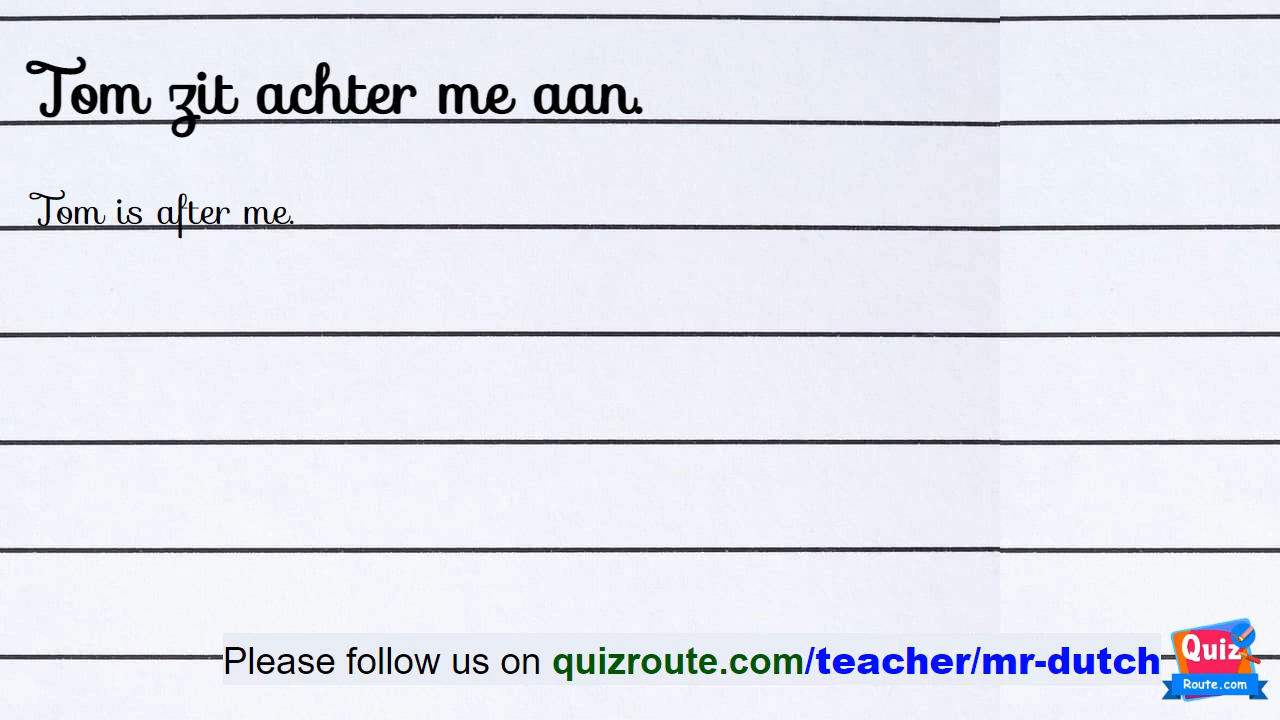 Tom zit achter me aan.
Tom is after me.
Please follow us on quizroute.com/teacher/mr-dutch
Quiz
Route.com